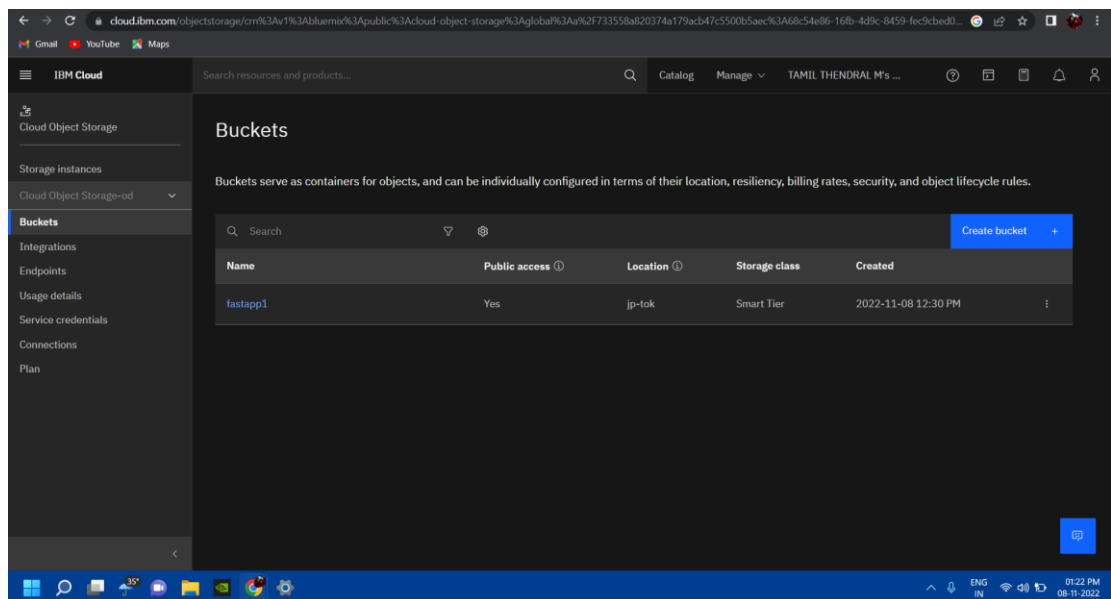 cloud.ibm.com/objectstorage/crn%3Av1%3Abluemix%3Apublic%3Acloud-object-storage%3Aglobal%3Aa%2F733558a820374a179acb47c5500b5aec%3A68c54e86-16fb-4d9c-8459-fec9cbed0...
Gmail YouTube Maps
IBM Cloud Search resources and products... Catalog Manage TAMIL THENDRAL M's ...
Cloud Object Storage
Storage instances
Cloud Object Storage-od
Buckets
Integrations
Endpoints
Usage details
Service credentials
Connections
Plan
Buckets
Buckets serve as containers for objects, and can be individually configured in terms of their location, resiliency, billing rates, security, and object lifecycle rules.
Search Create bucket +
Name Public access Location Storage class Created
fastapp1 Yes jp-tok Smart Tier 2022-11-08 12:30 PM
35°
ENG
IN
01:22 PM
08-11-2022